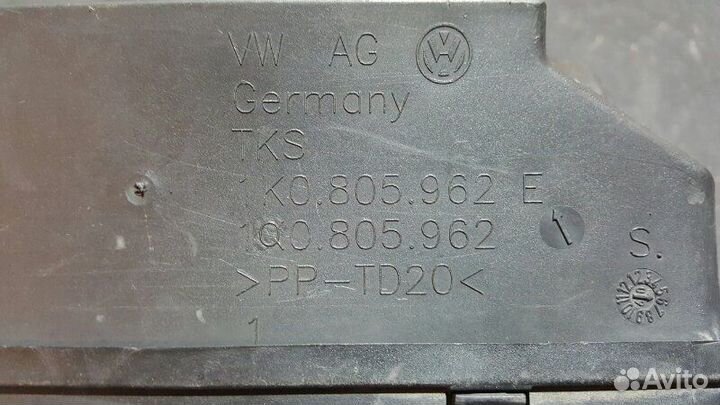 VW AG
Germany
TKS
1K0.805.962 E
1Q0.805.962
>PP-TD20<
1
S.
Avito